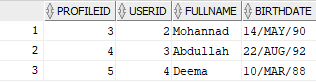 PROFILEID USERID FULLNAME BIRTHDATE
1 3 2 Mohannad 14/MAY/90
2 4 3 Abdullah 22/AUG/92
3 5 4 Deema 10/MAR/88